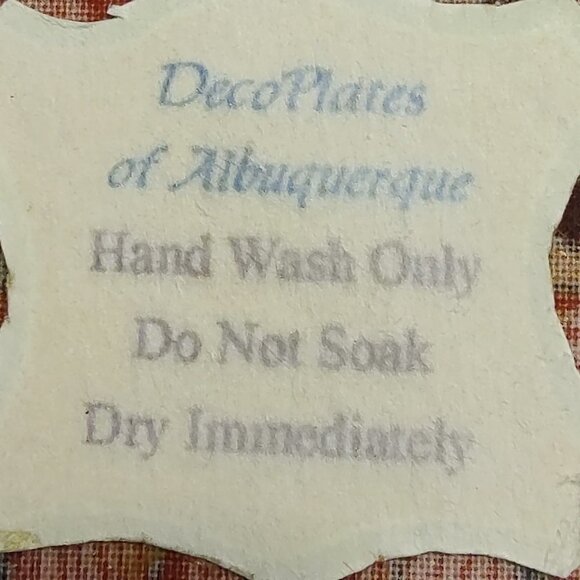 DecoPlates
of Albuquerque
Hand Wash Only
Do Not Soak
Dry Immediately